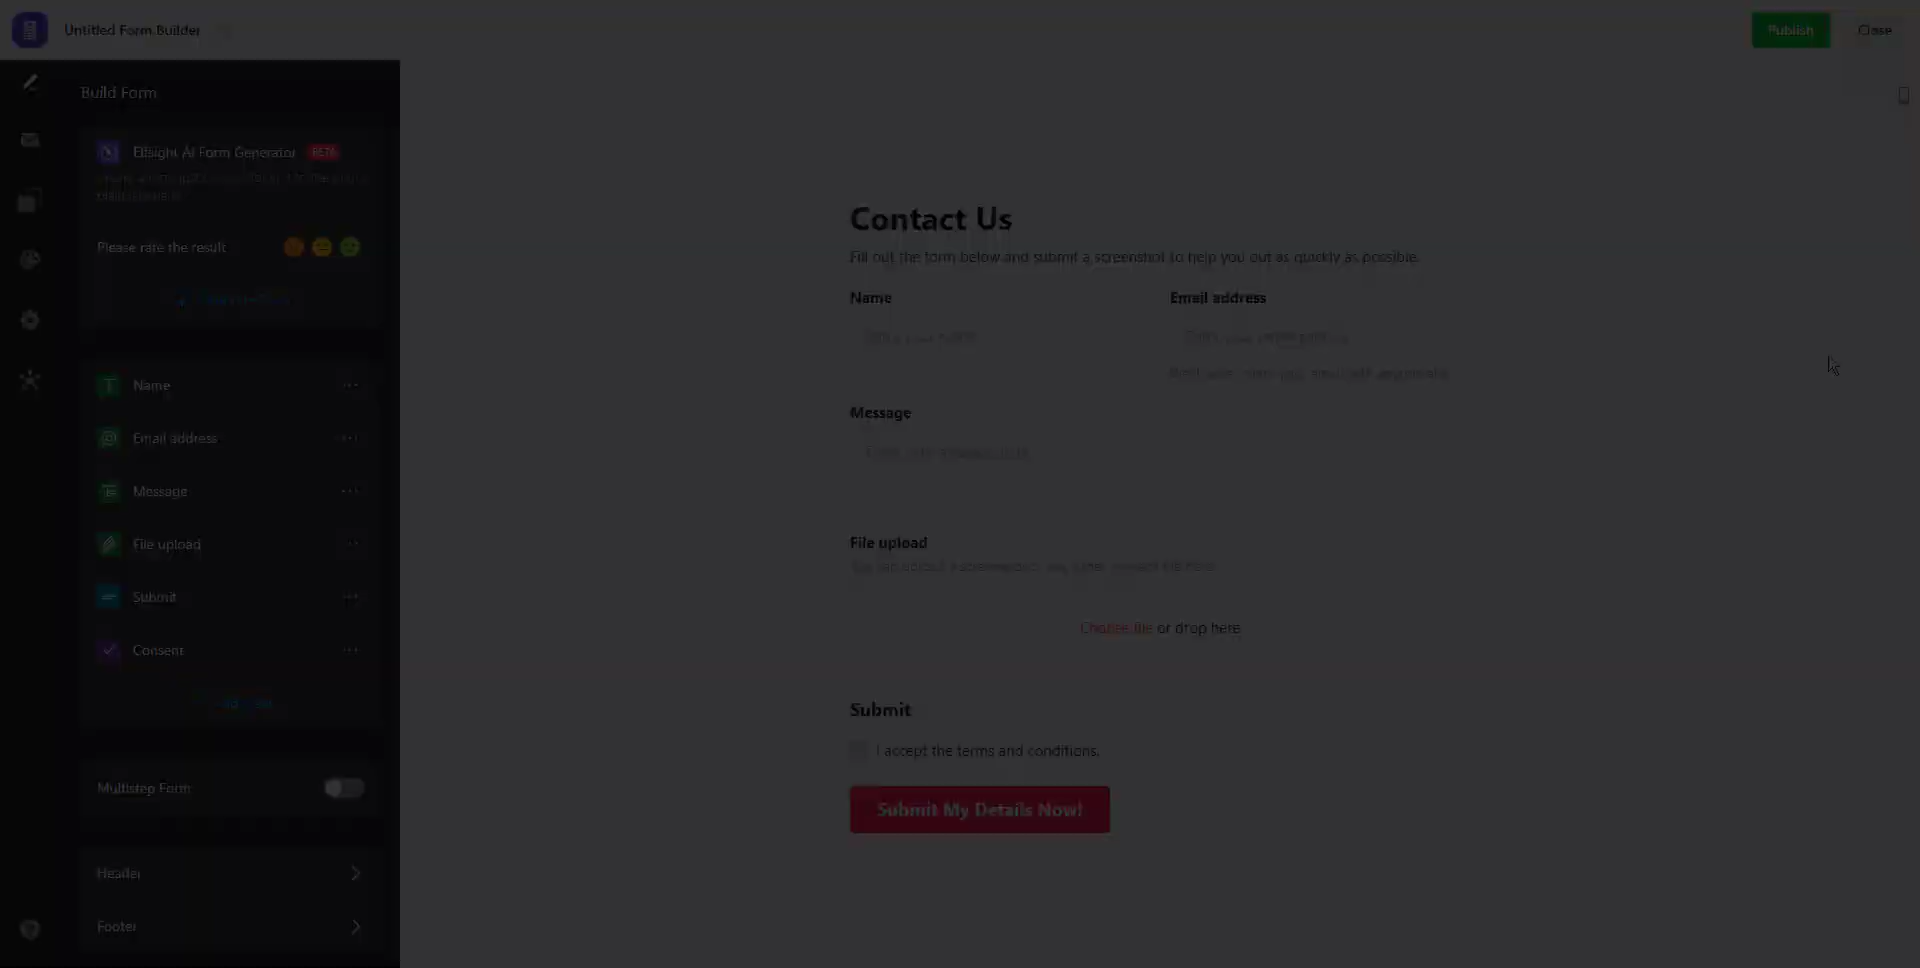 Untitled Form Builder
Publish
Close
Build Form
Elfsight AI Form Generator
BETA
Please rate the result
Name
Email address
Message
File upload
Submit
Consent
Multistep Form
Header
Footer
Contact Us
Fill out the form below and submit a screenshot to help you out as quickly as possible.
Name
Email address
Message
File upload
Choose file or drop here
Submit
I accept the terms and conditions.
Submit My Details Now!